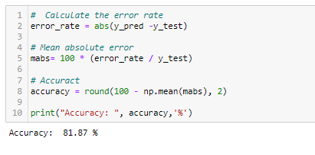 1 #  Calculate the error rate
2 error_rate = abs(y_pred -y_test)
3
4 # Mean absolute error
5 mabs= 100 * (error_rate / y_test)
6
7 # Accuract
8 accuracy = round(100 - np.mean(mabs), 2)
9
10 print("Accuracy: ", accuracy,'%')
Accuracy:  81.87 %